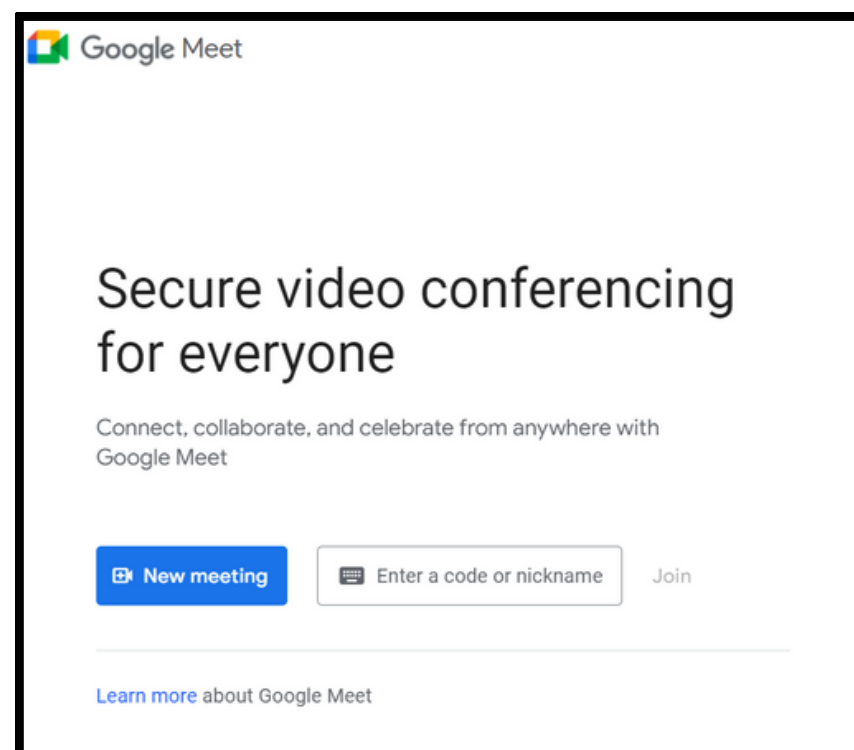 Google Meet
Secure video conferencing
for everyone
Connect, collaborate, and celebrate from anywhere with
Google Meet
New meeting
Enter a code or nickname
Join
Learn more about Google Meet